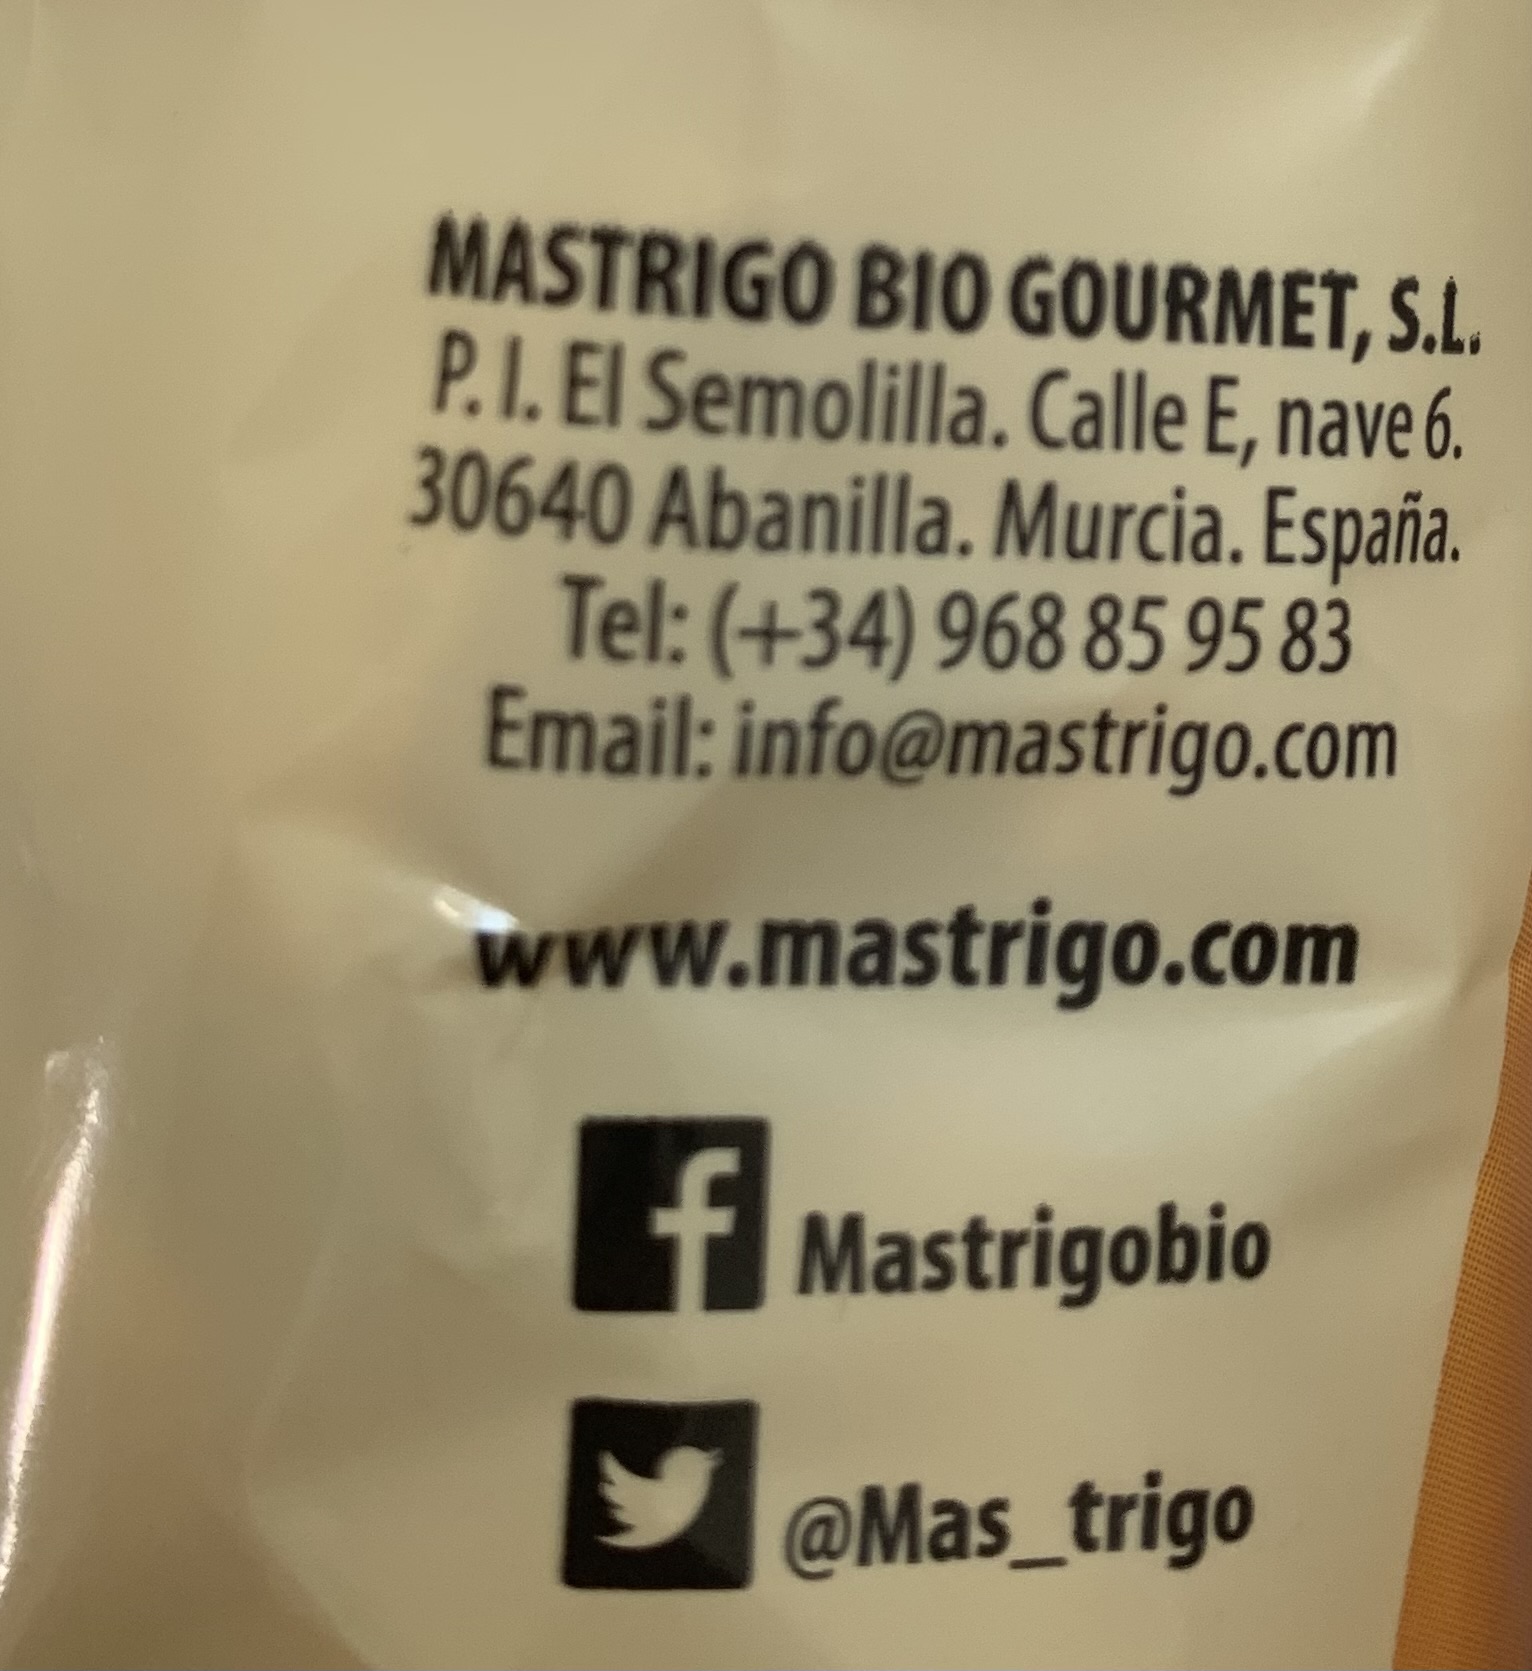 MASTRIGO BIO GOURMET, S.L.
P. I. El Semolilla. Calle E, nave 6.
30640 Abanilla. Murcia. España.
Tel: (+34) 968 85 95 83
Email: info@mastrigo.com
www.mastrigo.com
f Mastrigobio
@Mas_trigo